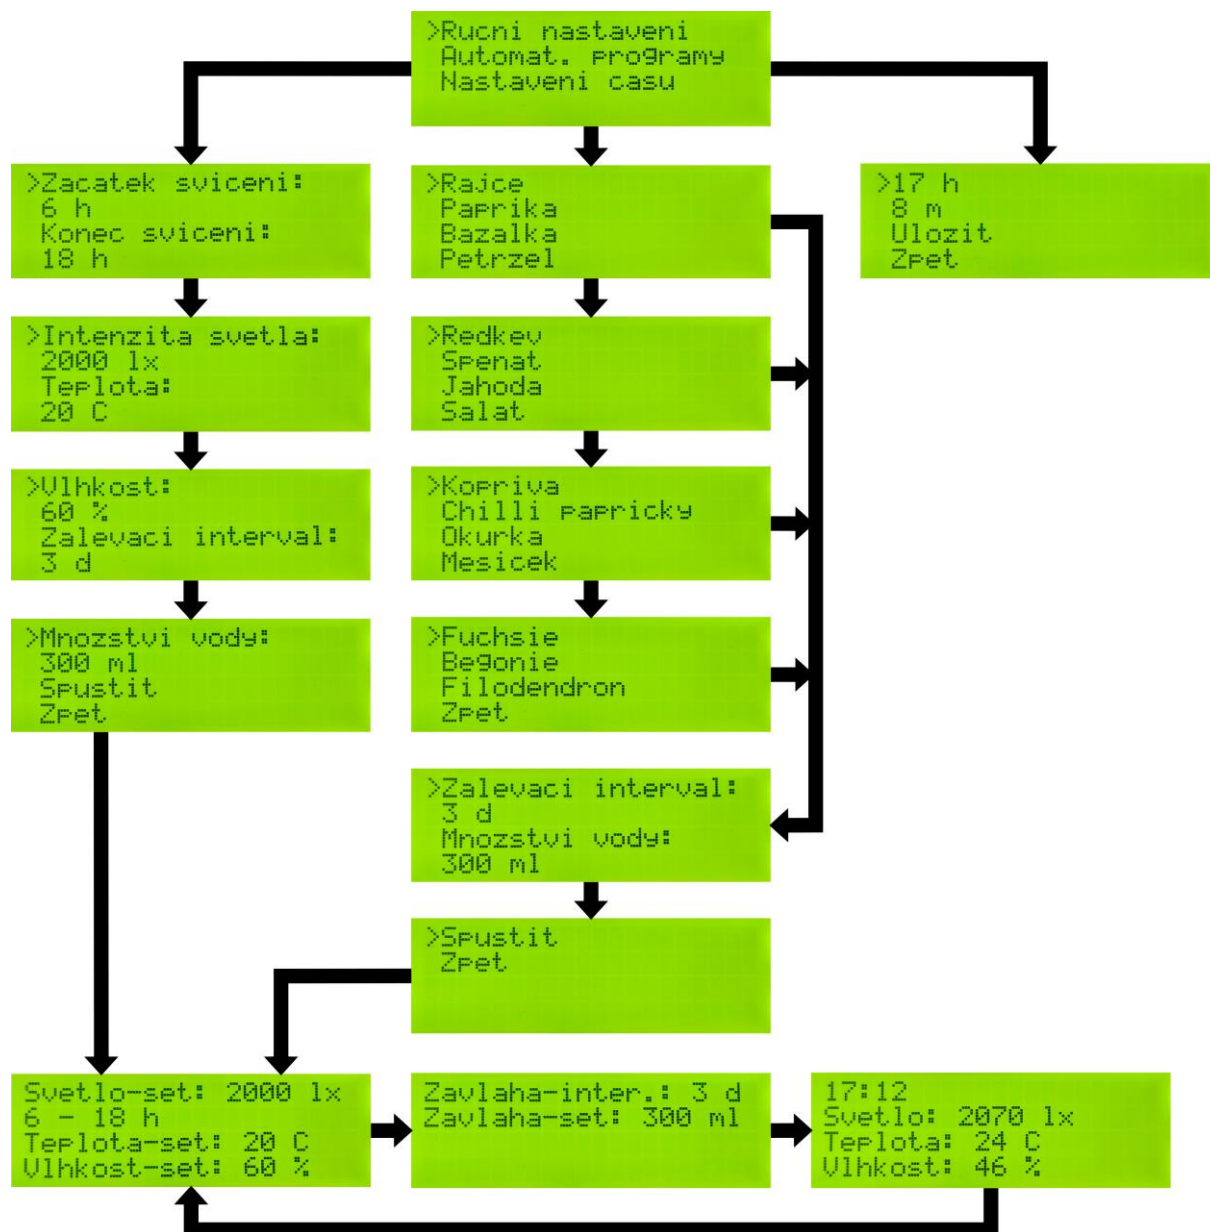 >Rucni nastaveni
Automat. programy
Nastaveni casu
>Zacatek sviceni:
6 h
Konec sviceni:
18 h
>Intenzita svetla:
2000 lx
Teplota:
20 C
>Vlhkost:
60 %
Zalevaci interval:
3 d
>Mnozstvi vody:
300 ml
Spustit
Zpet
>Rajce
Paprika
Bazalka
Petrzel
>Redkev
Spenat
Jahoda
Salat
>Kopriva
Chilli papricky
Okurka
Mesicek
>Fuchsie
Begonie
Filodendron
Zpet
>Zalevaci interval:
3 d
Mnozstvi vody:
300 ml
>Spustit
Zpet
>17 h
8 m
Ulozit
Zpet
Svetlo-set: 2000 lx
6 - 18 h
Teplota-set: 20 C
Vlhkost-set: 60 %
Zavlaha-inter.: 3 d
Zavlaha-set: 300 ml
17:12
Svetlo: 2070 lx
Teplota: 24 C
Vlhkost: 46 %